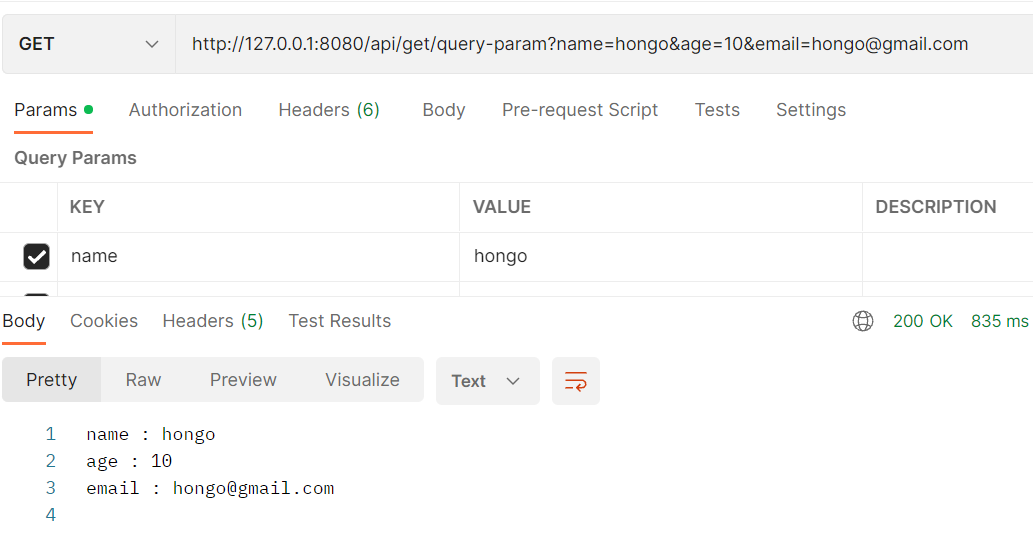 GET http://127.0.0.1:8080/api/get/query-param?name=hongo&age=10&email=hongo@gmail.com
Params Authorization Headers (6) Body Pre-request Script Tests Settings
Query Params
KEY VALUE DESCRIPTION
name hongo
Body Cookies Headers (5) Test Results 200 OK 835 ms
Pretty Raw Preview Visualize Text
1 name : hongo
2 age : 10
3 email : hongo@gmail.com
4